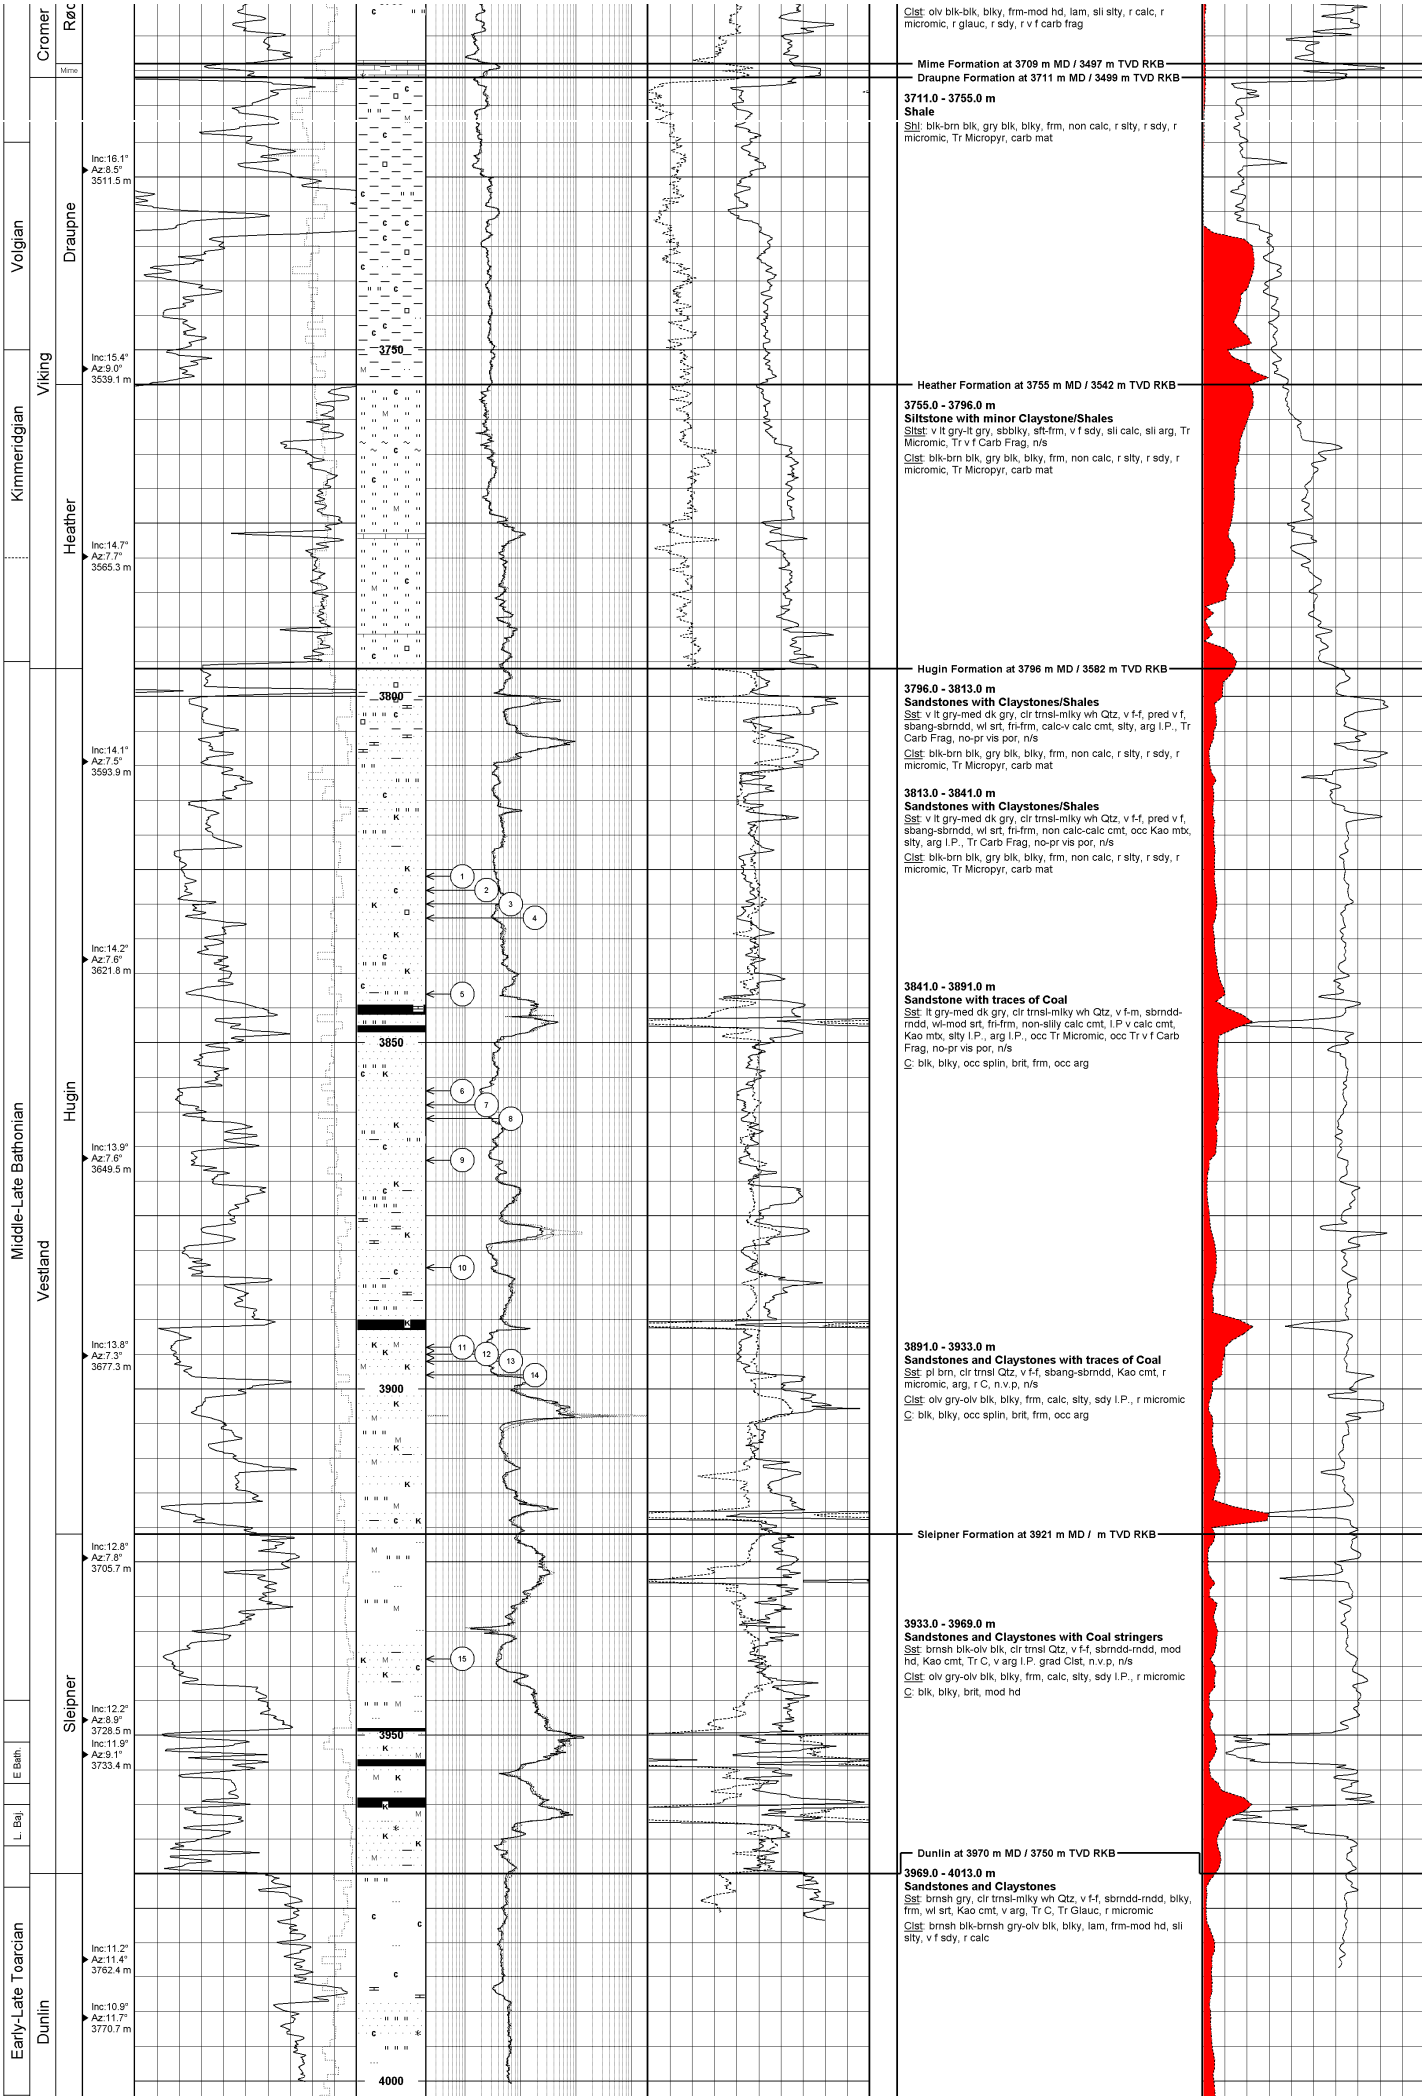 Cromer
Mime
Volgian
Kimmeridgian
Middle-Late Bathonian
E Bath.
L. Baj.
Early-Late Toarcian
Viking
Vestland
Draupne
Heather
Hugin
Sleipner
Dunlin
Inc:16.1°
Az:8.5°
3511.5 m
Inc:15.4°
Az:9.0°
3539.1 m
Inc:14.7°
Az:7.7°
3565.3 m
Inc:14.1°
Az:7.5°
3593.9 m
Inc:14.2°
Az:7.6°
3621.8 m
Inc:13.9°
Az:7.6°
3649.5 m
Inc:13.8°
Az:7.3°
3677.3 m
Inc:12.8°
Az:7.8°
3705.7 m
Inc:12.2°
Az:8.9°
3728.5 m
Inc:11.9°
Az:9.1°
3733.4 m
Inc:11.2°
Az:11.4°
3762.4 m
Inc:10.9°
Az:11.7°
3770.7 m
3750
3800
3850
3900
3950
4000
1
2
3
4
5
6
7
8
9
10
11
12
13
14
15
Clst: olv blk-blk, blky, frm-mod hd, lam, sli slty, r calc, r
micromic, r glauc, r sdy, r v f carb frag
Mime Formation at 3709 m MD / 3497 m TVD RKB
Draupne Formation at 3711 m MD / 3499 m TVD RKB
3711.0 - 3755.0 m
Shale
Shl: blk-brn blk, gry blk, blky, frm, non calc, r slty, r sdy, r
micromic, Tr Micropyr, carb mat
Heather Formation at 3755 m MD / 3542 m TVD RKB
3755.0 - 3796.0 m
Siltstone with minor Claystone/Shales
Sltst: v lt gry-lt gry, sbblky, sft-frm, v f sdy, sli calc, sli arg, Tr
Micromic, Tr v f Carb Frag, n/s
Clst: blk-brn blk, gry blk, blky, frm, non calc, r slty, r sdy, r
micromic, Tr Micropyr, carb mat
Hugin Formation at 3796 m MD / 3582 m TVD RKB
3796.0 - 3813.0 m
Sandstones with Claystones/Shales
Sst: v lt gry-med dk gry, clr trnsl-mlky wh Qtz, v f-f, pred v f,
sbang-sbrndd, wl srt, fri-frm, calc-v calc cmt, slty, arg I.P., Tr
Carb Frag, no-pr vis por, n/s
Clst: blk-brn blk, gry blk, blky, frm, non calc, r slty, r sdy, r
micromic, Tr Micropyr, carb mat
3813.0 - 3841.0 m
Sandstones with Claystones/Shales
Sst: v lt gry-med dk gry, clr trnsl-mlky wh Qtz, v f-f, pred v f,
sbang-sbrndd, wl srt, fri-frm, non calc-calc cmt, occ Kao mtx,
slty, arg I.P., Tr Carb Frag, no-pr vis por, n/s
Clst: blk-brn blk, gry blk, blky, frm, non calc, r slty, r sdy, r
micromic, Tr Micropyr, carb mat
3841.0 - 3891.0 m
Sandstone with traces of Coal
Sst: lt gry-med dk gry, clr trnsl-mlky wh Qtz, v f-m, sbrndd-
rndd, wl-mod srt, fri-frm, non-slily calc cmt, I.P v calc cmt,
Kao mtx, slty I.P., arg I.P., occ Tr Micromic, occ Tr v f Carb
Frag, no-pr vis por, n/s
C: blk, blky, occ splin, brit, frm, occ arg
3891.0 - 3933.0 m
Sandstones and Claystones with traces of Coal
Sst: pl brn, clr trnsl Qtz, v f-f, sbang-sbrndd, Kao cmt, r
micromic, arg, r C, n.v.p, n/s
Clst: olv gry-olv blk, blky, frm, calc, slty, sdy I.P., r micromic
C: blk, blky, occ splin, brit, frm, occ arg
Sleipner Formation at 3921 m MD / m TVD RKB
3933.0 - 3969.0 m
Sandstones and Claystones with Coal stringers
Sst: brnsh blk-olv blk, clr trnsl Qtz, v f-f, sbrndd-rndd, mod
hd, Kao cmt, Tr C, v arg I.P. grad Clst, n.v.p, n/s
Clst: olv gry-olv blk, blky, frm, calc, slty, sdy I.P., r micromic
C: blk, blky, brit, mod hd
Dunlin at 3970 m MD / 3750 m TVD RKB
3969.0 - 4013.0 m
Sandstones and Claystones
Sst: brnsh gry, clr trnsl-mlky wh Qtz, v f-f, sbrndd-rndd, blky,
frm, wl srt, Kao cmt, v arg, Tr C, Tr Glauc, r micromic
Clst: brnsh blk-brnsh gry-olv blk, blky, lam, frm-mod hd, sli
slty, v f sdy, r calc